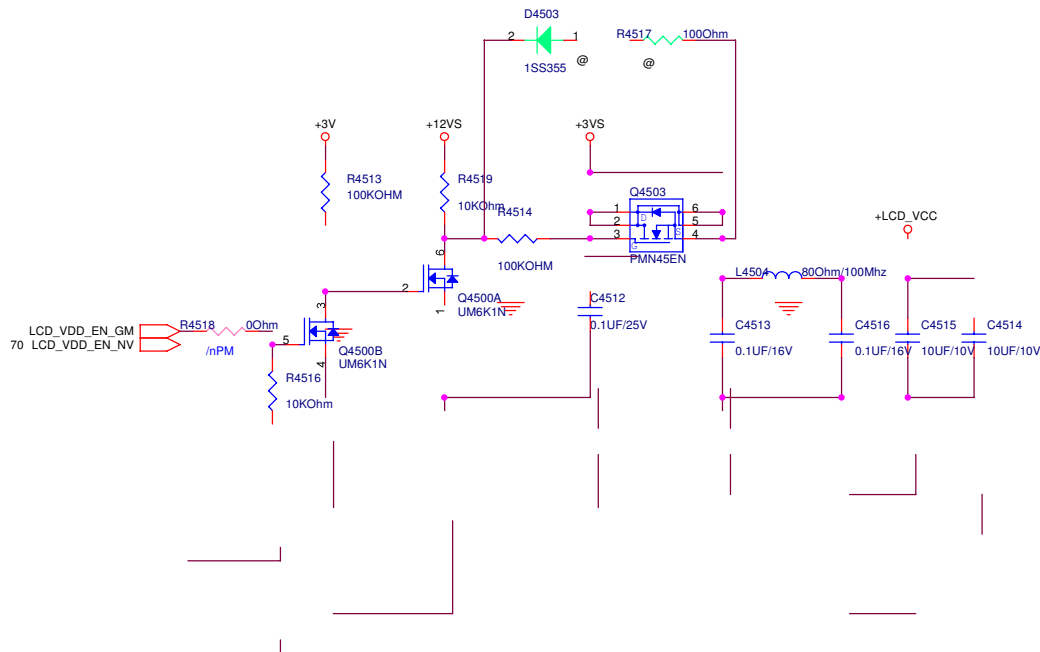 D4503
2
1
@
1SS355
R4517
100Ohm
@
+3V
+12VS
+3VS
R4513
100KOHM
R4519
10KOhm
R4514
100KOHM
Q4503
1
2
3
6
5
4
D
S
G
PMN45EN
+LCD_VCC
6
2
1
Q4500A
UM6K1N
C4512
0.1UF/25V
L4504
80Ohm/100Mhz
C4513
0.1UF/16V
C4516
0.1UF/16V
C4515
10UF/10V
C4514
10UF/10V
LCD_VDD_EN_GM
70 LCD_VDD_EN_NV
R4518
0Ohm
/nPM
3
5
4
Q4500B
UM6K1N
R4516
10KOhm